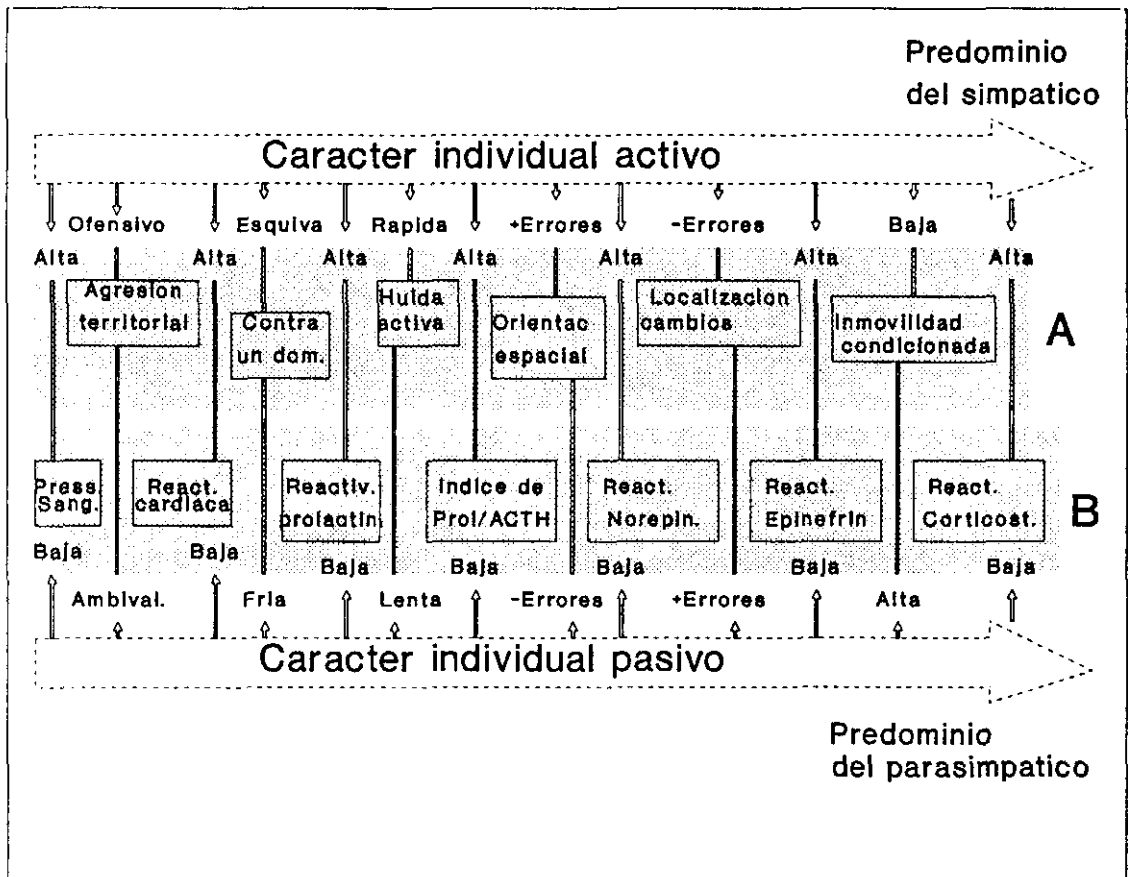 Predominio
del simpatico
Caracter individual activo
Ofensivo Esquiva Rapida +Errores -Errores Baja
Alta Alta Alta Alta Alta Alta Alta
Agresion
territorial
Contra
un dom.
Huida
activa
Orientac
espacial
Localizacion
cambios
Inmovilidad
condicionada
A
Press.
Sang.
React.
cardiaca
Reactiv.
prolactin.
Indice de
Prol/ACTH
React.
Norepin.
React.
Epinefrin
React.
Corticost.
B
Baja Baja Baja Baja Baja Baja Baja
Ambival. Fria Lenta -Errores +Errores Alta
Caracter individual pasivo
Predominio
del parasimpatico